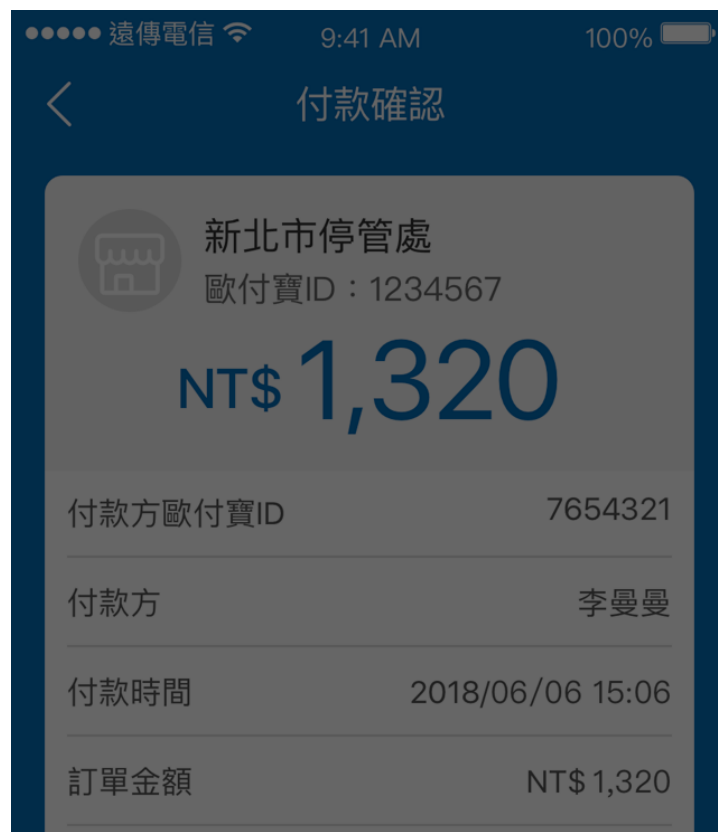 遠傳電信 9:41 AM 100%
付款確認
新北市停管處
歐付寶ID：1234567
NT$ 1,320
付款方歐付寶ID 7654321
付款方 李曼曼
付款時間 2018/06/06 15:06
訂單金額 NT$ 1,320